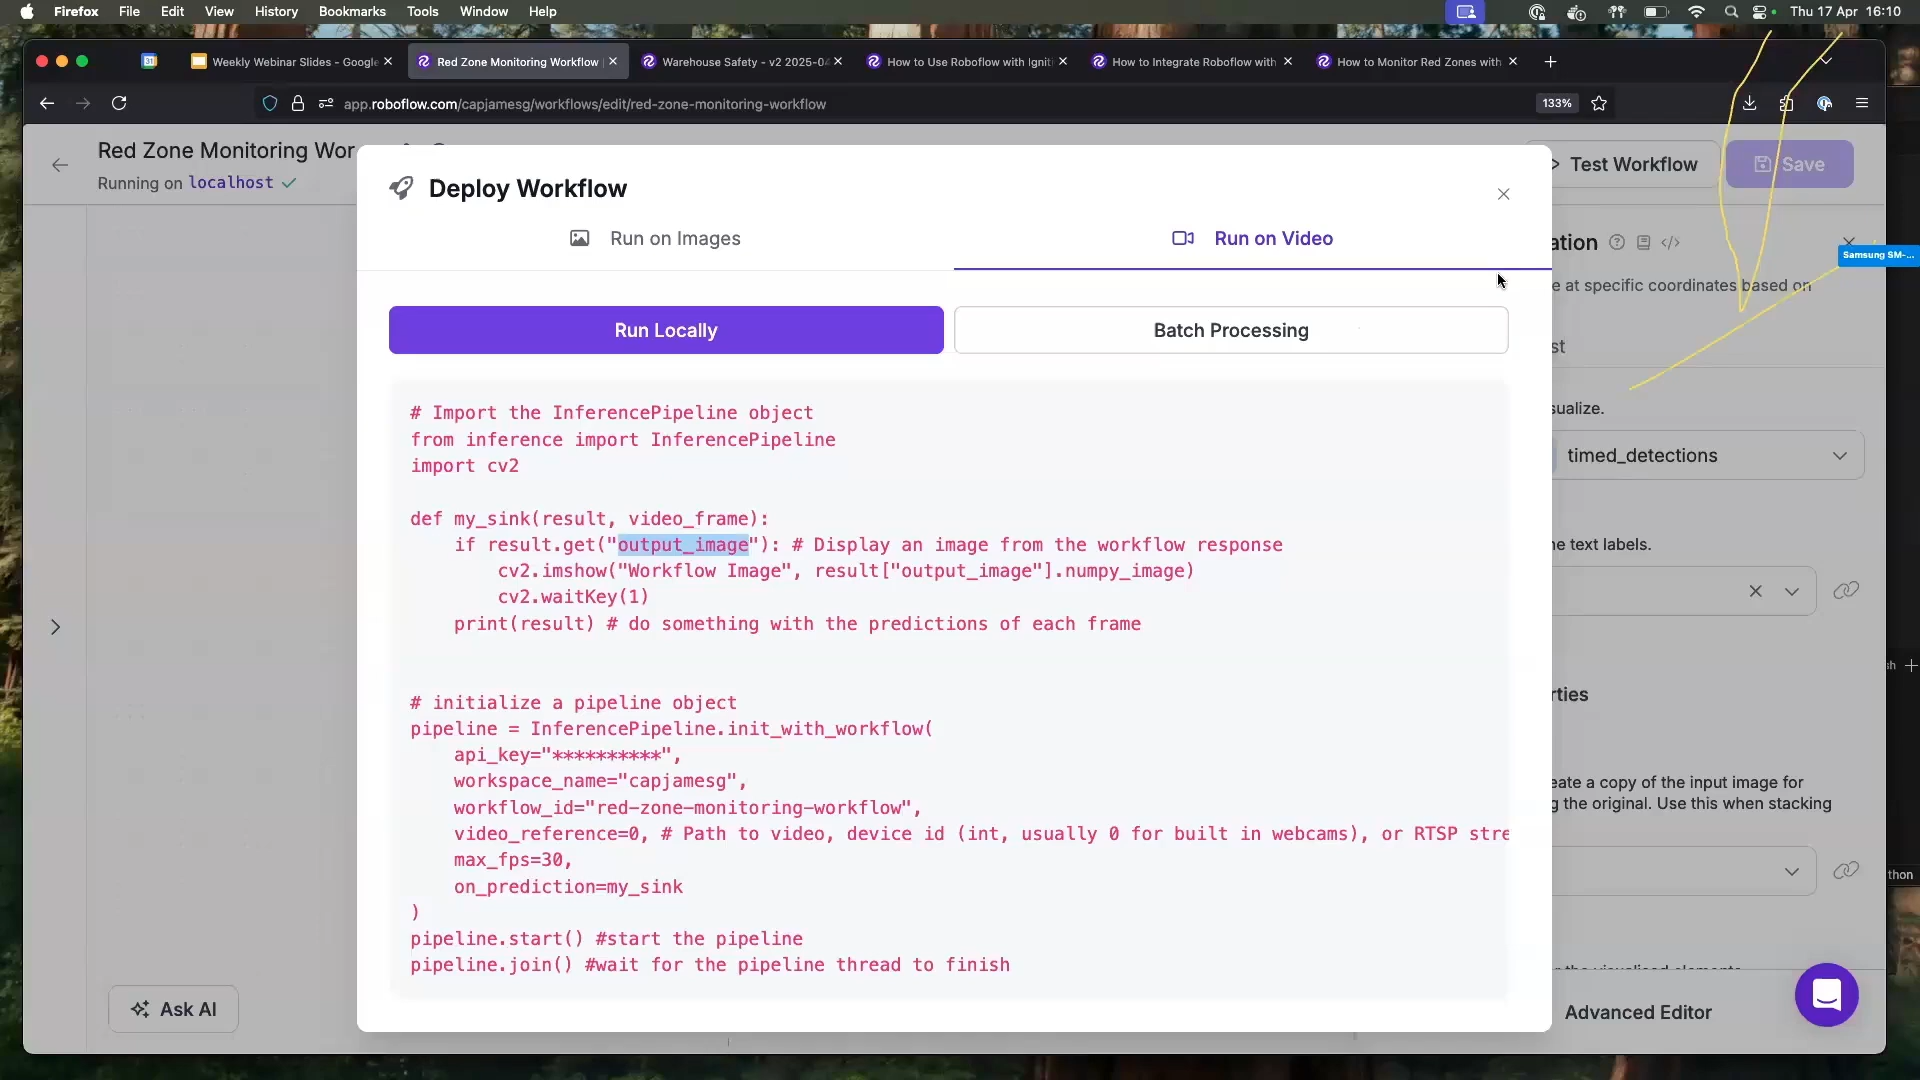 Firefox File Edit View History Bookmarks Tools Window Help Thu 17 Apr 16:10
31 Weekly Webinar Slides - Google Red Zone Monitoring Workflow Warehouse Safety - v2 2025-04 How to Use Roboflow with Ignit How to Integrate Roboflow with How to Monitor Red Zones with
app.roboflow.com/capjamesg/workflows/edit/red-zone-monitoring-workflow 133%
Red Zone Monitoring Wor
Running on localhost
Test Workflow Save
Deploy Workflow
Run on Images Run on Video
ation
Samsung SM-...
e at specific coordinates based on
Run Locally Batch Processing
st
# Import the InferencePipeline object
from inference import InferencePipeline
import cv2
def my_sink(result, video_frame):
if result.get("output_image"): # Display an image from the workflow response
cv2.imshow("Workflow Image", result["output_image"].numpy_image)
cv2.waitKey(1)
print(result) # do something with the predictions of each frame
# initialize a pipeline object
pipeline = InferencePipeline.init_with_workflow(
api_key="**********",
workspace_name="capjamesg",
workflow_id="red-zone-monitoring-workflow",
video_reference=0, # Path to video, device id (int, usually 0 for built in webcams), or RTSP stre
max_fps=30,
on_prediction=my_sink
)
pipeline.start() #start the pipeline
pipeline.join() #wait for the pipeline thread to finish
sualize.
timed_detections
he text labels.
sh
rties
eate a copy of the input image for
g the original. Use this when stacking
thon
Ask AI
Advanced Editor